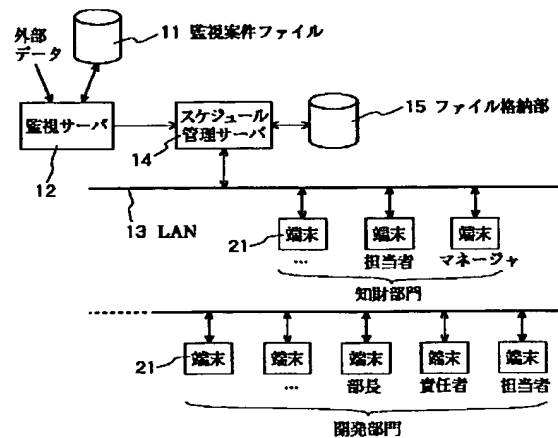 外部
データ
11 監視案件ファイル
監視サーバ
12
スケジュール
管理サーバ
14
15 ファイル格納部
13 LAN
21
端末
端末
端末
…
担当者
マネージャ
知財部門
21
端末
端末
端末
端末
端末
…
部長
責任者
担当者
開発部門